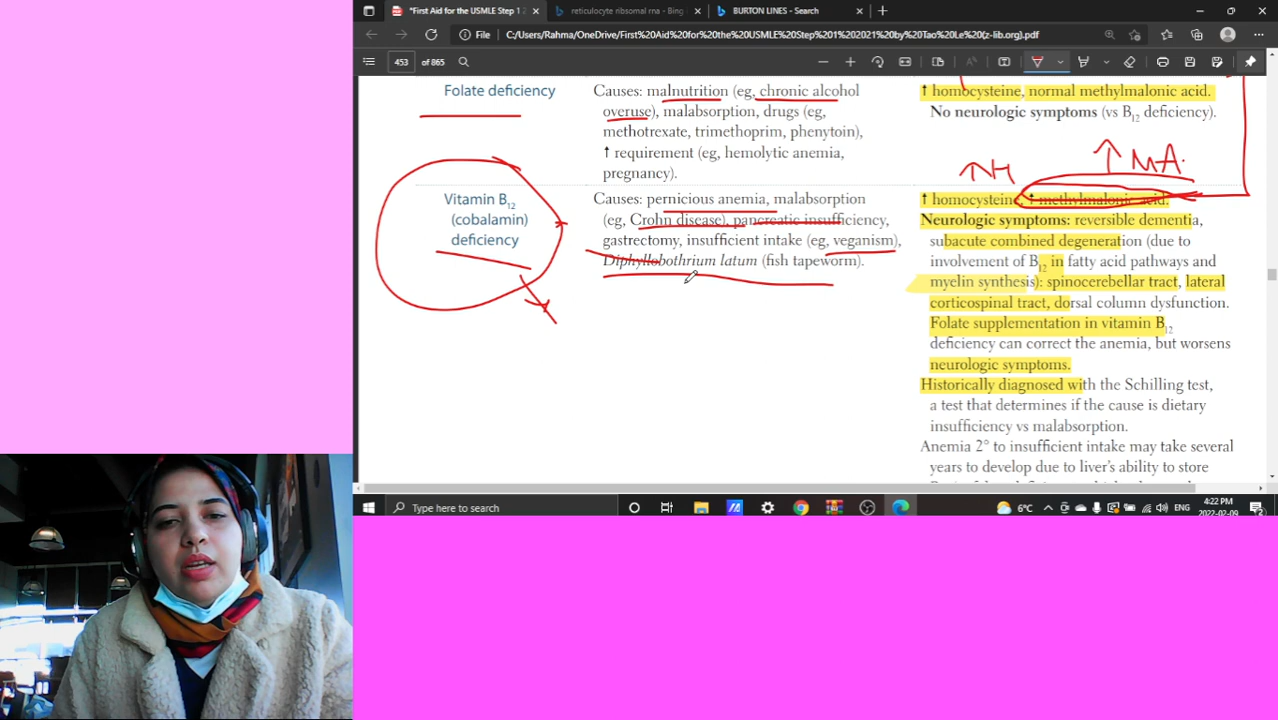 *"First Aid for the USMLE Step 1 2
reticulocyte ribsomal rna - Bing
BURTON LINES - Search
File
C:/Users/Rahma/OneDrive/First%20Aid%20for%20the%20USMLE%20Step%201%202021%20by%20Tao%20Le%20(z-lib.org).pdf
453 of 865
Folate deficiency
Causes: malnutrition (eg, chronic alcohol
overuse), malabsorption, drugs (eg,
methotrexate, trimethoprim, phenytoin),
↑ requirement (eg, hemolytic anemia,
pregnancy).
↑ homocysteine, normal methylmalonic acid.
No neurologic symptoms (vs B12 deficiency).
↑H
↑ MA.
Vitamin B12
(cobalamin)
deficiency
Causes: pernicious anemia, malabsorption
(eg, Crohn disease), pancreatic insufficiency,
gastrectomy, insufficient intake (eg, veganism),
Diphyllobothrium latum (fish tapeworm).
↑ homocysteine, ↑ methylmalonic acid.
Neurologic symptoms: reversible dementia,
subacute combined degeneration (due to
involvement of B12 in fatty acid pathways and
myelin synthesis): spinocerebellar tract, lateral
corticospinal tract, dorsal column dysfunction.
Folate supplementation in vitamin B12
deficiency can correct the anemia, but worsens
neurologic symptoms.
Historically diagnosed with the Schilling test,
a test that determines if the cause is dietary
insufficiency vs malabsorption.
Anemia 2° to insufficient intake may take several
years to develop due to liver's ability to store
Type here to search
6°C
ENG
4:22 PM
2022-02-09